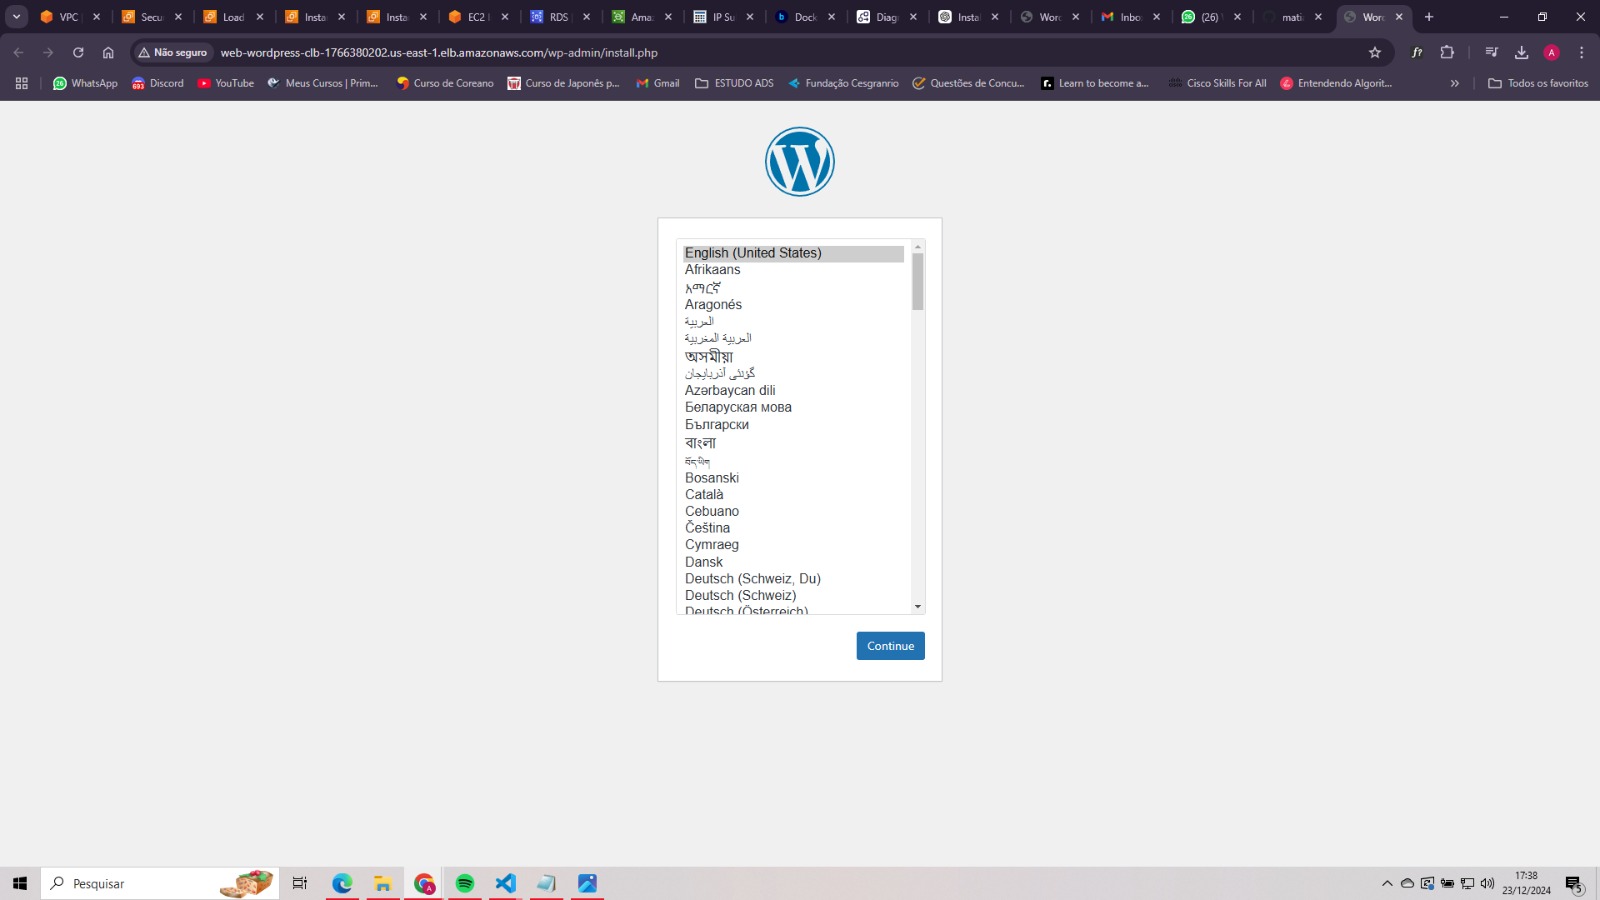 VPC
Secu
Load
Insta
Insta
EC2
RDS
Ama
IP Su
Dock
Diag
Insta
Wor
Inbo
(26)
mati
Wor
Não seguro
web-wordpress-clb-1766380202.us-east-1.elb.amazonaws.com/wp-admin/install.php
WhatsApp
Discord
YouTube
Meus Cursos | Prim...
Curso de Coreano
Curso de Japonês p...
Gmail
ESTUDO ADS
Fundação Cesgranrio
Questões de Concu...
Learn to become a...
Cisco Skills For All
Entendendo Algorit...
Todos os favoritos
English (United States)
Afrikaans
አማርኛ
Aragonés
العربية
العربية المغربية
অসমীয়া
گؤنئی آذربایجان
Azərbaycan dili
Беларуская мова
Български
বাংলা
བོད་ཡིག
Bosanski
Català
Cebuano
Čeština
Cymraeg
Dansk
Deutsch (Schweiz, Du)
Deutsch (Schweiz)
Deutsch (Österreich)
Continue
Pesquisar
17:38
23/12/2024
5